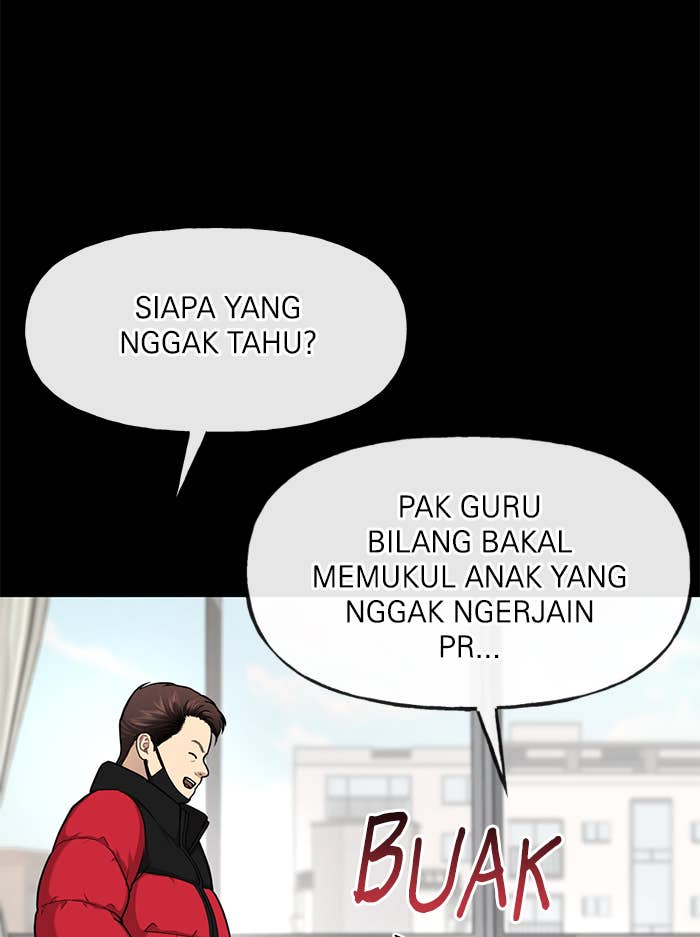 SIAPA YANG
NGGAK TAHU?
PAK GURU
BILANG BAKAL
MEMUKUL ANAK YANG
NGGAK NGERJAIN
PR...
BUAK